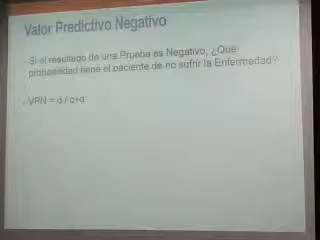 Valor Predictivo Negativo
- Si el resultado de una Prueba es Negativo, ¿Que
probabilidad tiene el paciente de no sufrir la Enfermedad?
- VPN = d / c+d